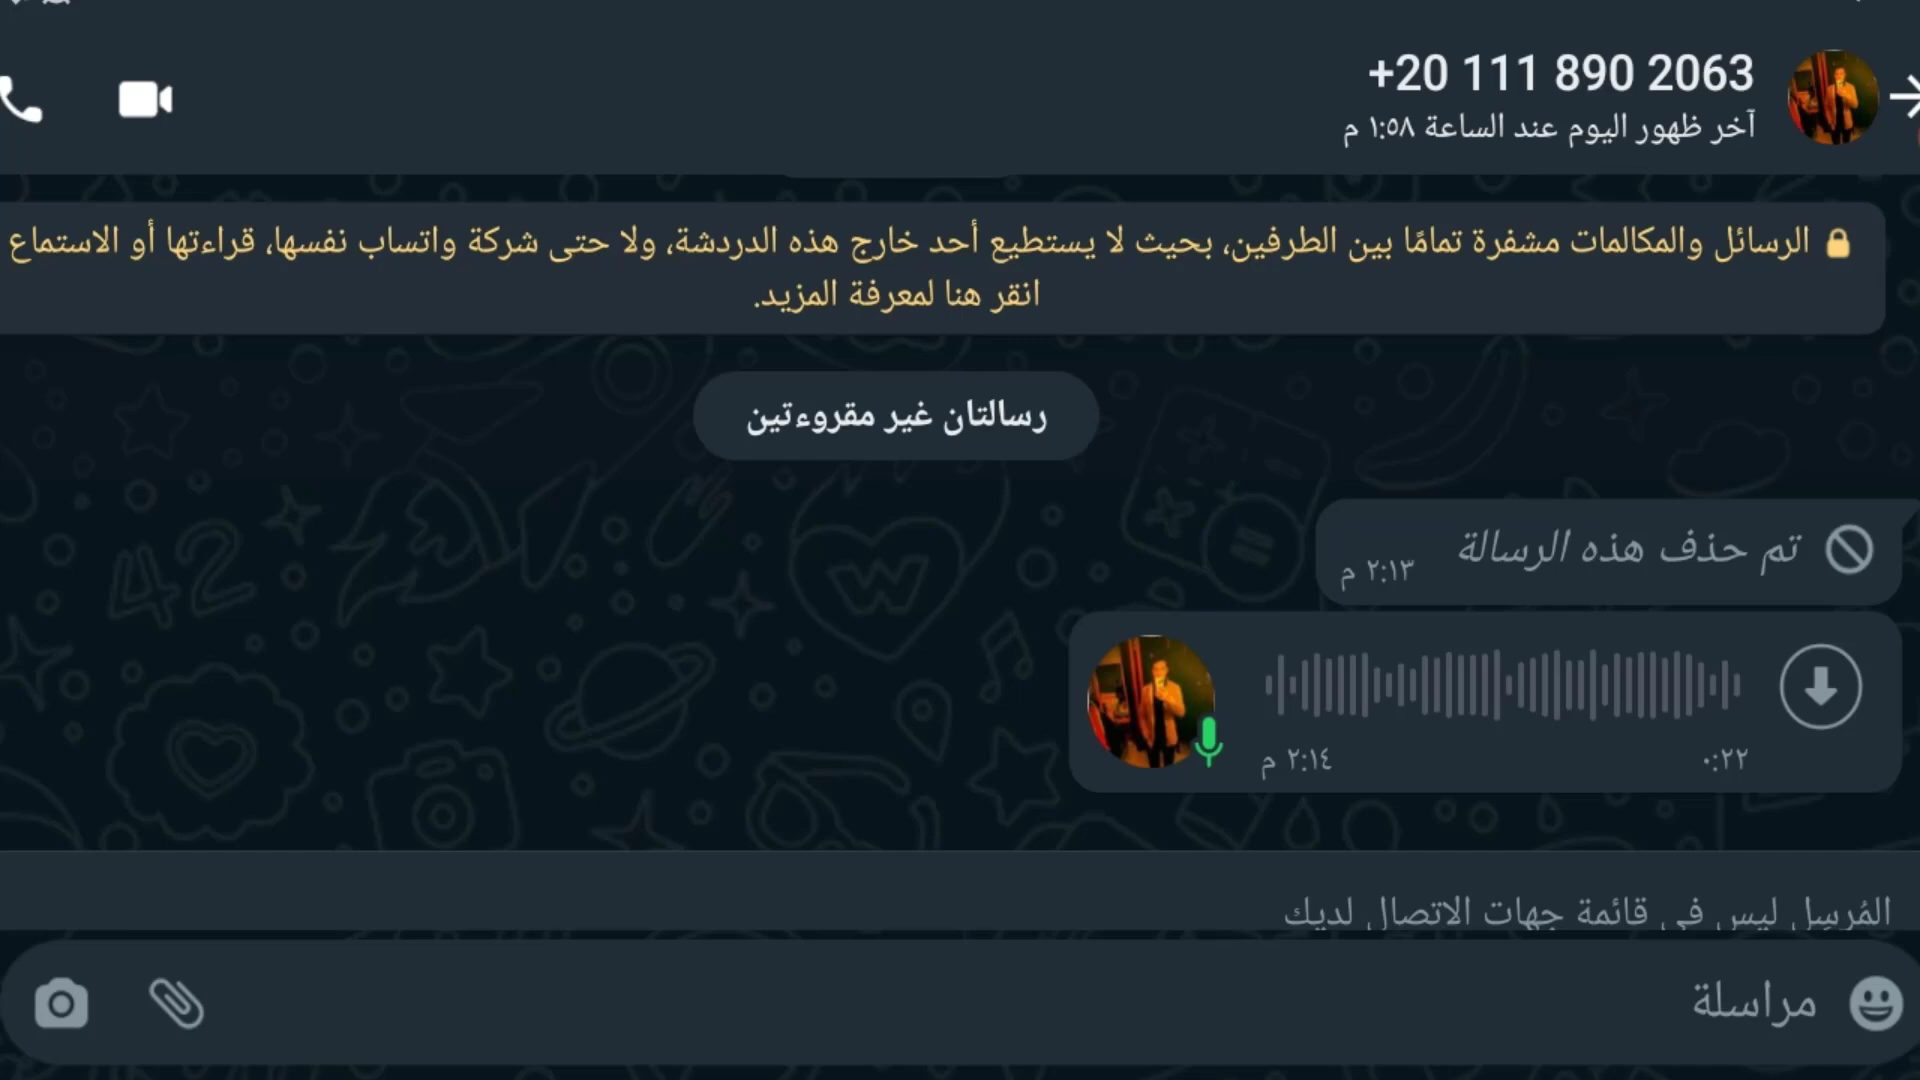 +20 111 890 2063
آخر ظهور اليوم عند الساعة ١:٥٨ م
الرسائل والمكالمات مشفرة تمامًا بين الطرفين، بحيث لا يستطيع أحد خارج هذه الدردشة، ولا حتى شركة واتساب نفسها، قراءتها أو الاستماع
انقر هنا لمعرفة المزيد.
رسالتان غير مقروءتين
تم حذف هذه الرسالة
٢:١٣ م
٠:٢٢
٢:١٤ م
المُرسِل ليس في قائمة جهات الاتصال لديك
مراسلة